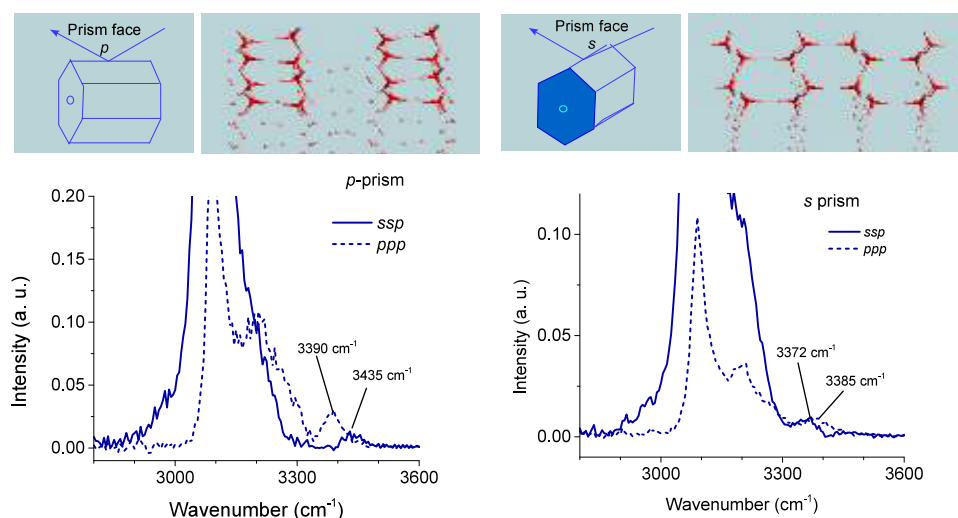 Prism face
p
Prism face
s
p-prism
ssp
ppp
3390 cm⁻¹
3435 cm⁻¹
0.20
0.15
0.10
0.05
0.00
Intensity (a. u.)
3000
3300
3600
Wavenumber (cm⁻¹)
s prism
ssp
ppp
3372 cm⁻¹
3385 cm⁻¹
0.10
0.05
0.00
Intensity (a. u.)
3000
3300
3600
Wavenumber (cm⁻¹)